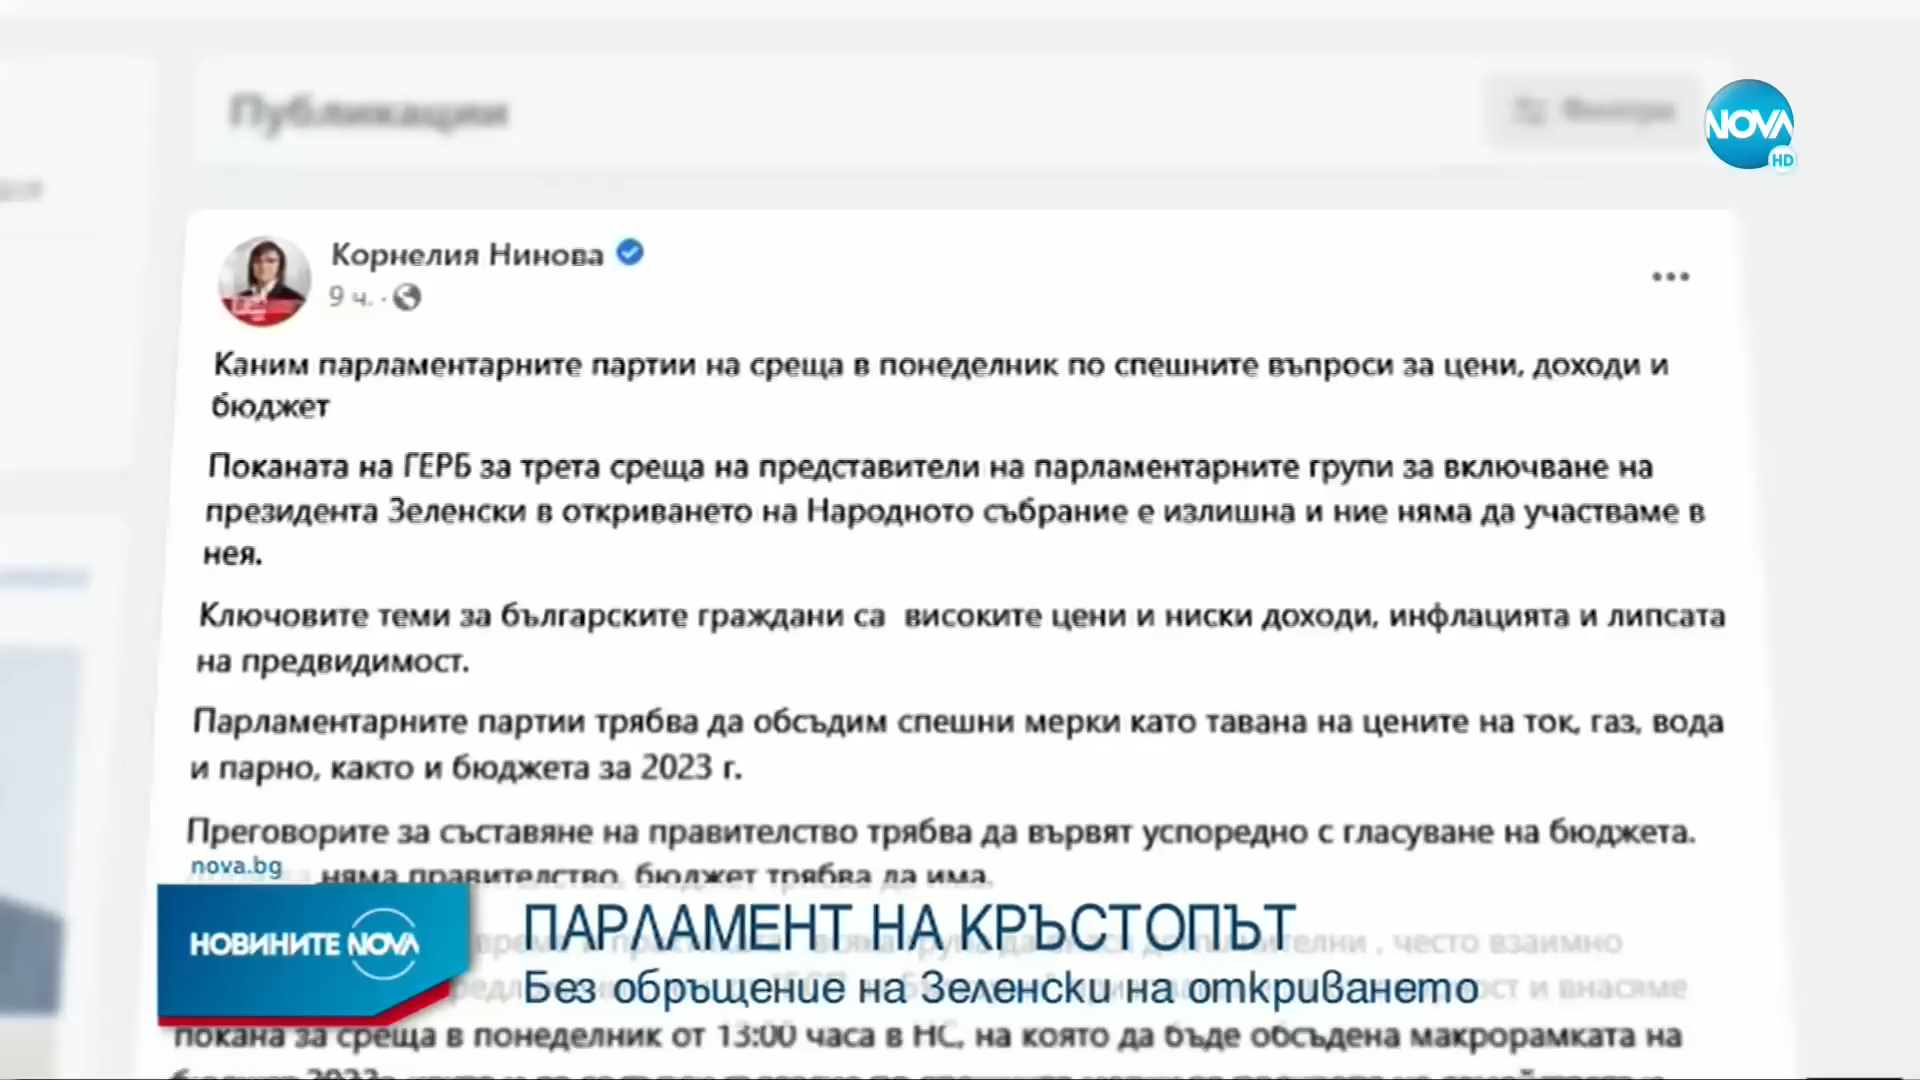 Публикации
Филтри
NOVA
HD
Корнелия Нинова
9 ч. ·
Каним парламентарните партии на среща в понеделник по спешните въпроси за цени, доходи и
бюджет
Поканата на ГЕРБ за трета среща на представители на парламентарните групи за включване на
президента Зеленски в откриването на Народното събрание е излишна и ние няма да участваме в
нея.
Ключовите теми за българските граждани са високите цени и ниски доходи, инфлацията и липсата
на предвидимост.
Парламентарните партии трябва да обсъдим спешни мерки като тавана на цените на ток, газ, вода
и парно, както и бюджета за 2023 г.
Преговорите за съставяне на правителство трябва да вървят успоредно с гласуване на бюджета.
nova.bg
няма правителство, бюджет трябва да има.
НОВИНИТЕ NOVA
ПАРЛАМЕНТ НА КРЪСТОПЪТ
често взаимно
Без обръщение на Зеленски на откриването
и внасяме
покана за среща в понеделник от 13:00 часа в НС, на която да бъде обсъдена макрорамката на